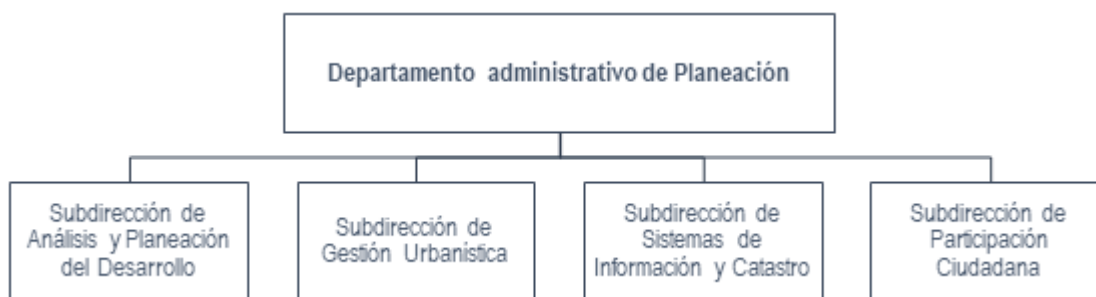 Departamento administrativo de Planeación
Subdirección de
Análisis y Planeación
del Desarrollo
Subdirección de
Gestión Urbanística
Subdirección de
Sistemas de
Información y Catastro
Subdirección de
Participación
Ciudadana